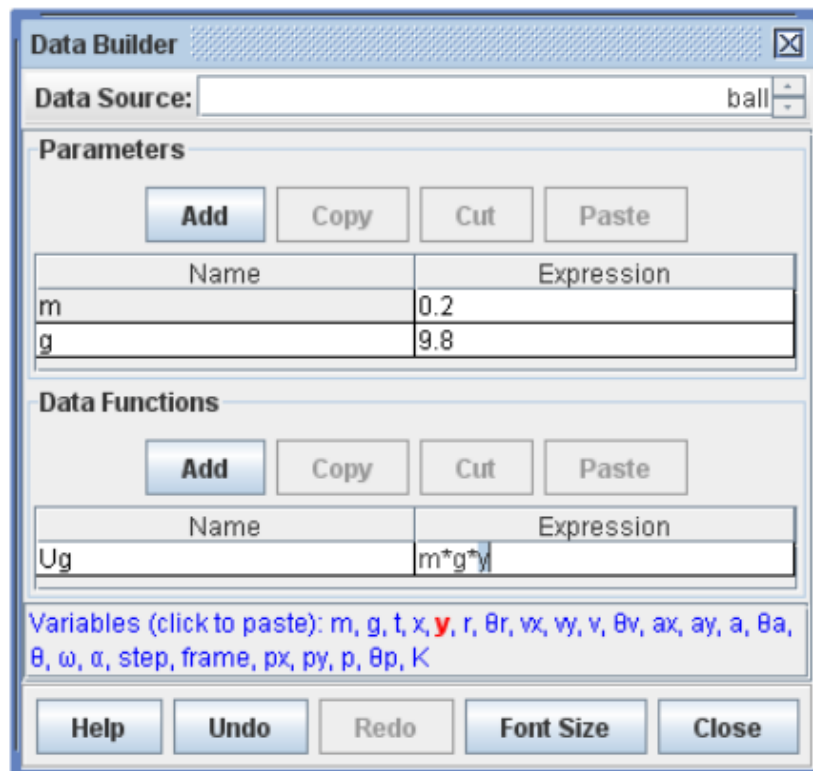 Data Builder
Data Source: ball
Parameters
Add Copy Cut Paste
Name Expression
m 0.2
g 9.8
Data Functions
Add Copy Cut Paste
Name Expression
Ug m*g*y
Variables (click to paste): m, g, t, x, y, r, θr, vx, vy, v, θv, ax, ay, a, θa,
θ, ω, α, step, frame, px, py, p, θp, K
Help Undo Redo Font Size Close